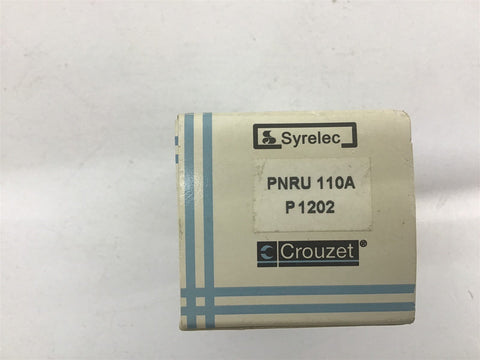 Syrelec
PNRU 110A
P1202
Crouzet®